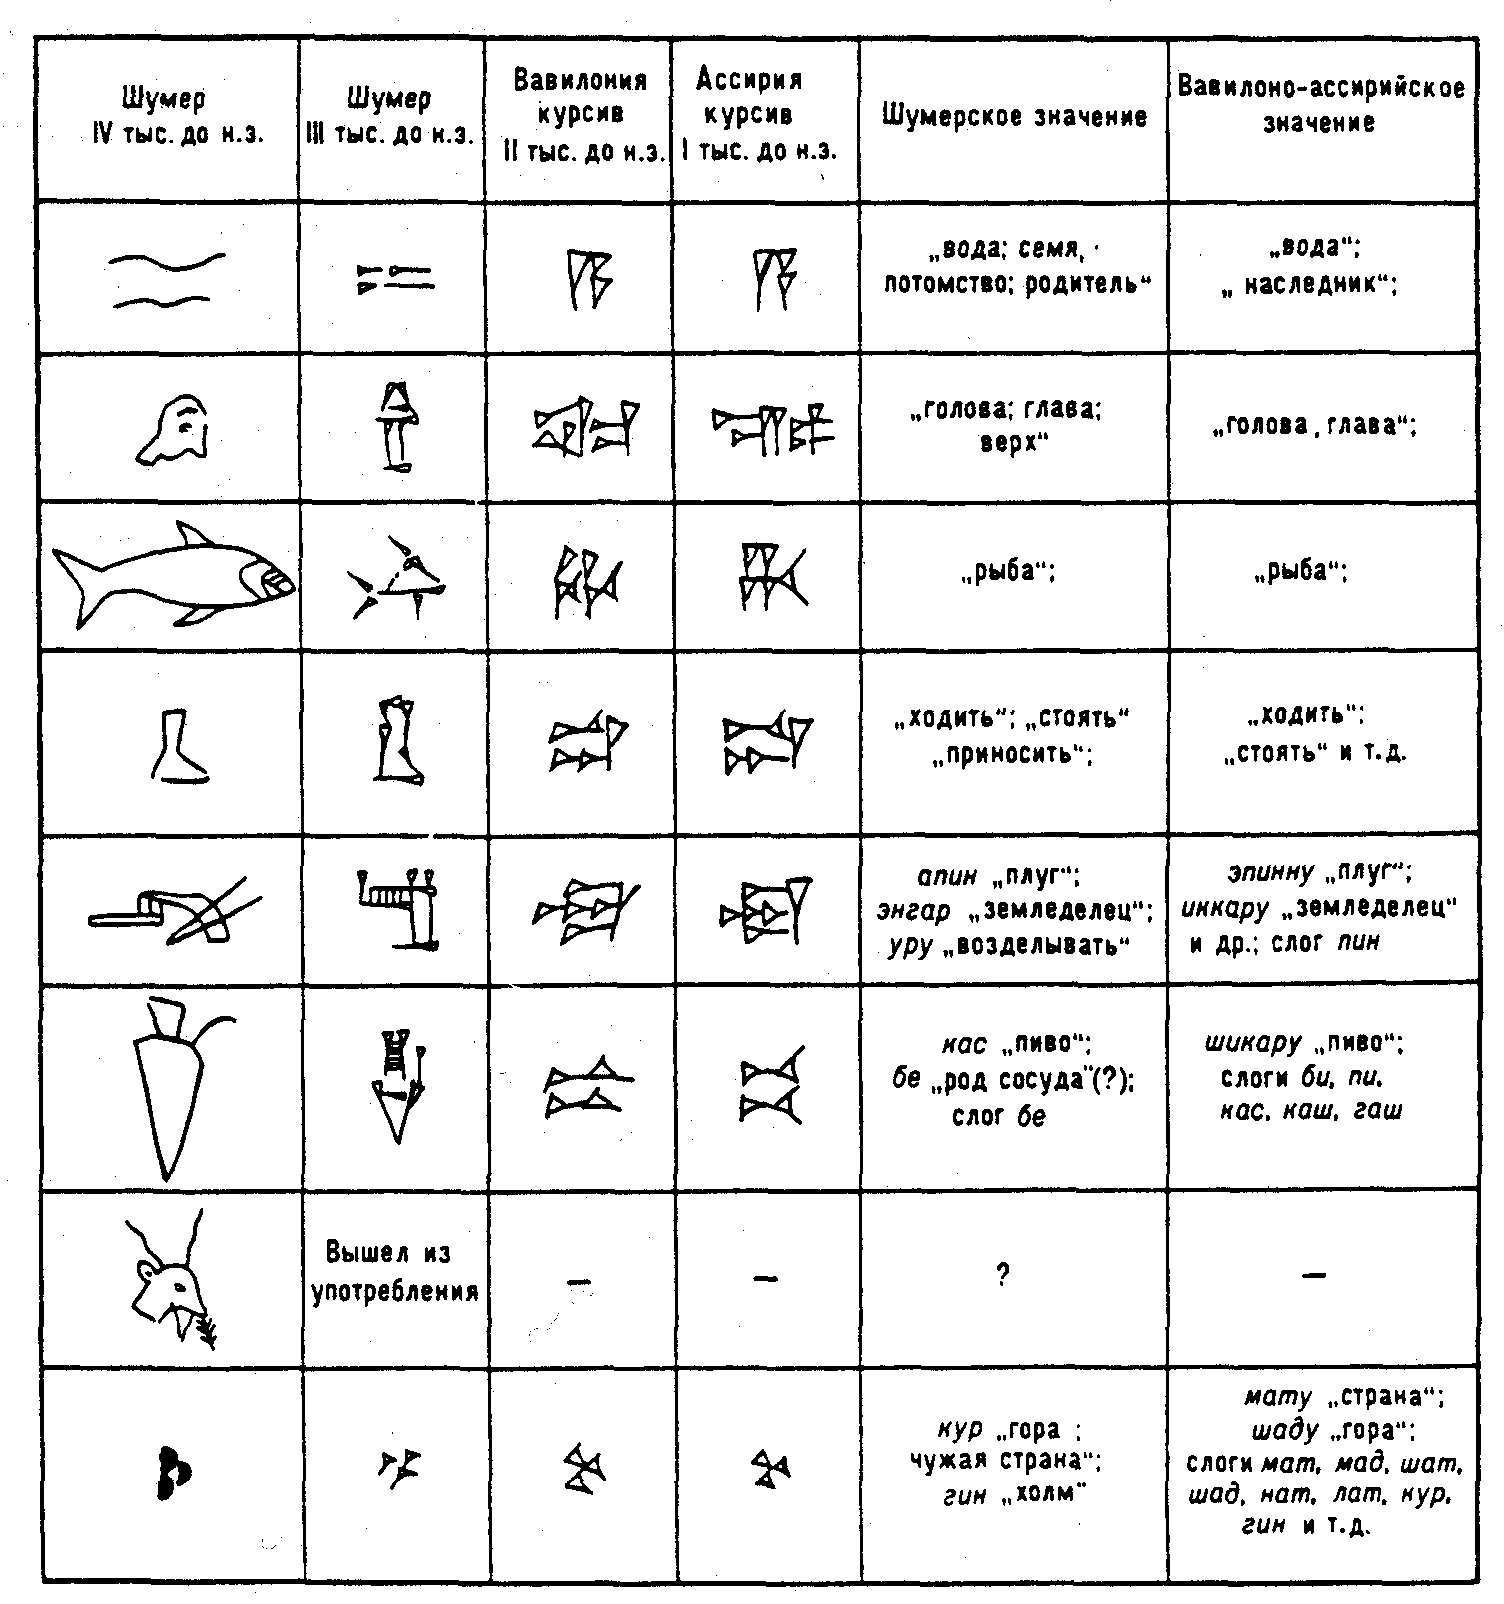 Шумер
IV тыс. до н.э.
Шумер
III тыс. до н.э.
Вавилония
курсив
II тыс. до н.э.
Ассирия
курсив
I тыс. до н.э.
Шумерское значение
Вавилоно-ассирийское
значение
„вода; семя,
потомство; родитель“
„вода“;
„ наследник“;
„голова; глава;
верх“
„голова, глава“;
„рыба“;
„рыба“;
„ходить“; „стоять“
„приносить“;
„ходить“;
„стоять“ и т.д.
апин „плуг“;
энгар „земледелец“;
уру „возделывать“
эпинну „плуг“;
иккару „земледелец“
и др.; слог пин
кас „пиво“;
бе „род сосуда“(?);
слог бе
шикару „пиво“;
слоги би, пи,
кас, каш, гаш
Вышел из
употребления
—
—
?
—
кур „гора ;
чужая страна“;
гин „холм“
мату „страна“;
шаду „гора“;
слоги мат, мад, шат,
шад, нат, лат, кур,
гин и т.д.